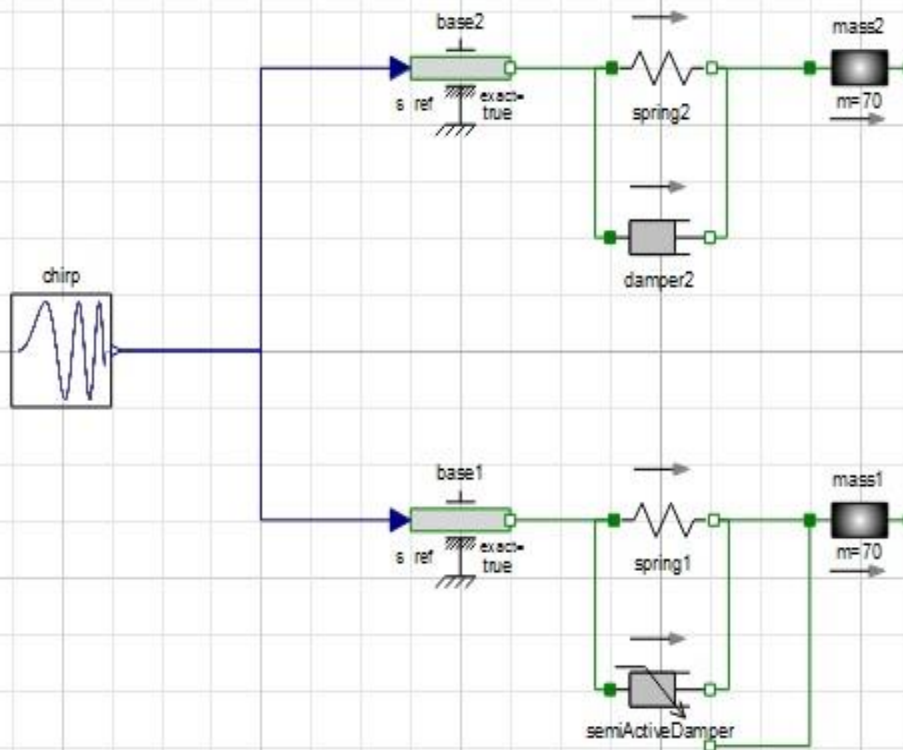 base2
mass2
s ref
exact=
true
spring2
m=70
chirp
damper2
base1
mass1
s ref
exact=
true
spring1
m=70
semiActiveDamper